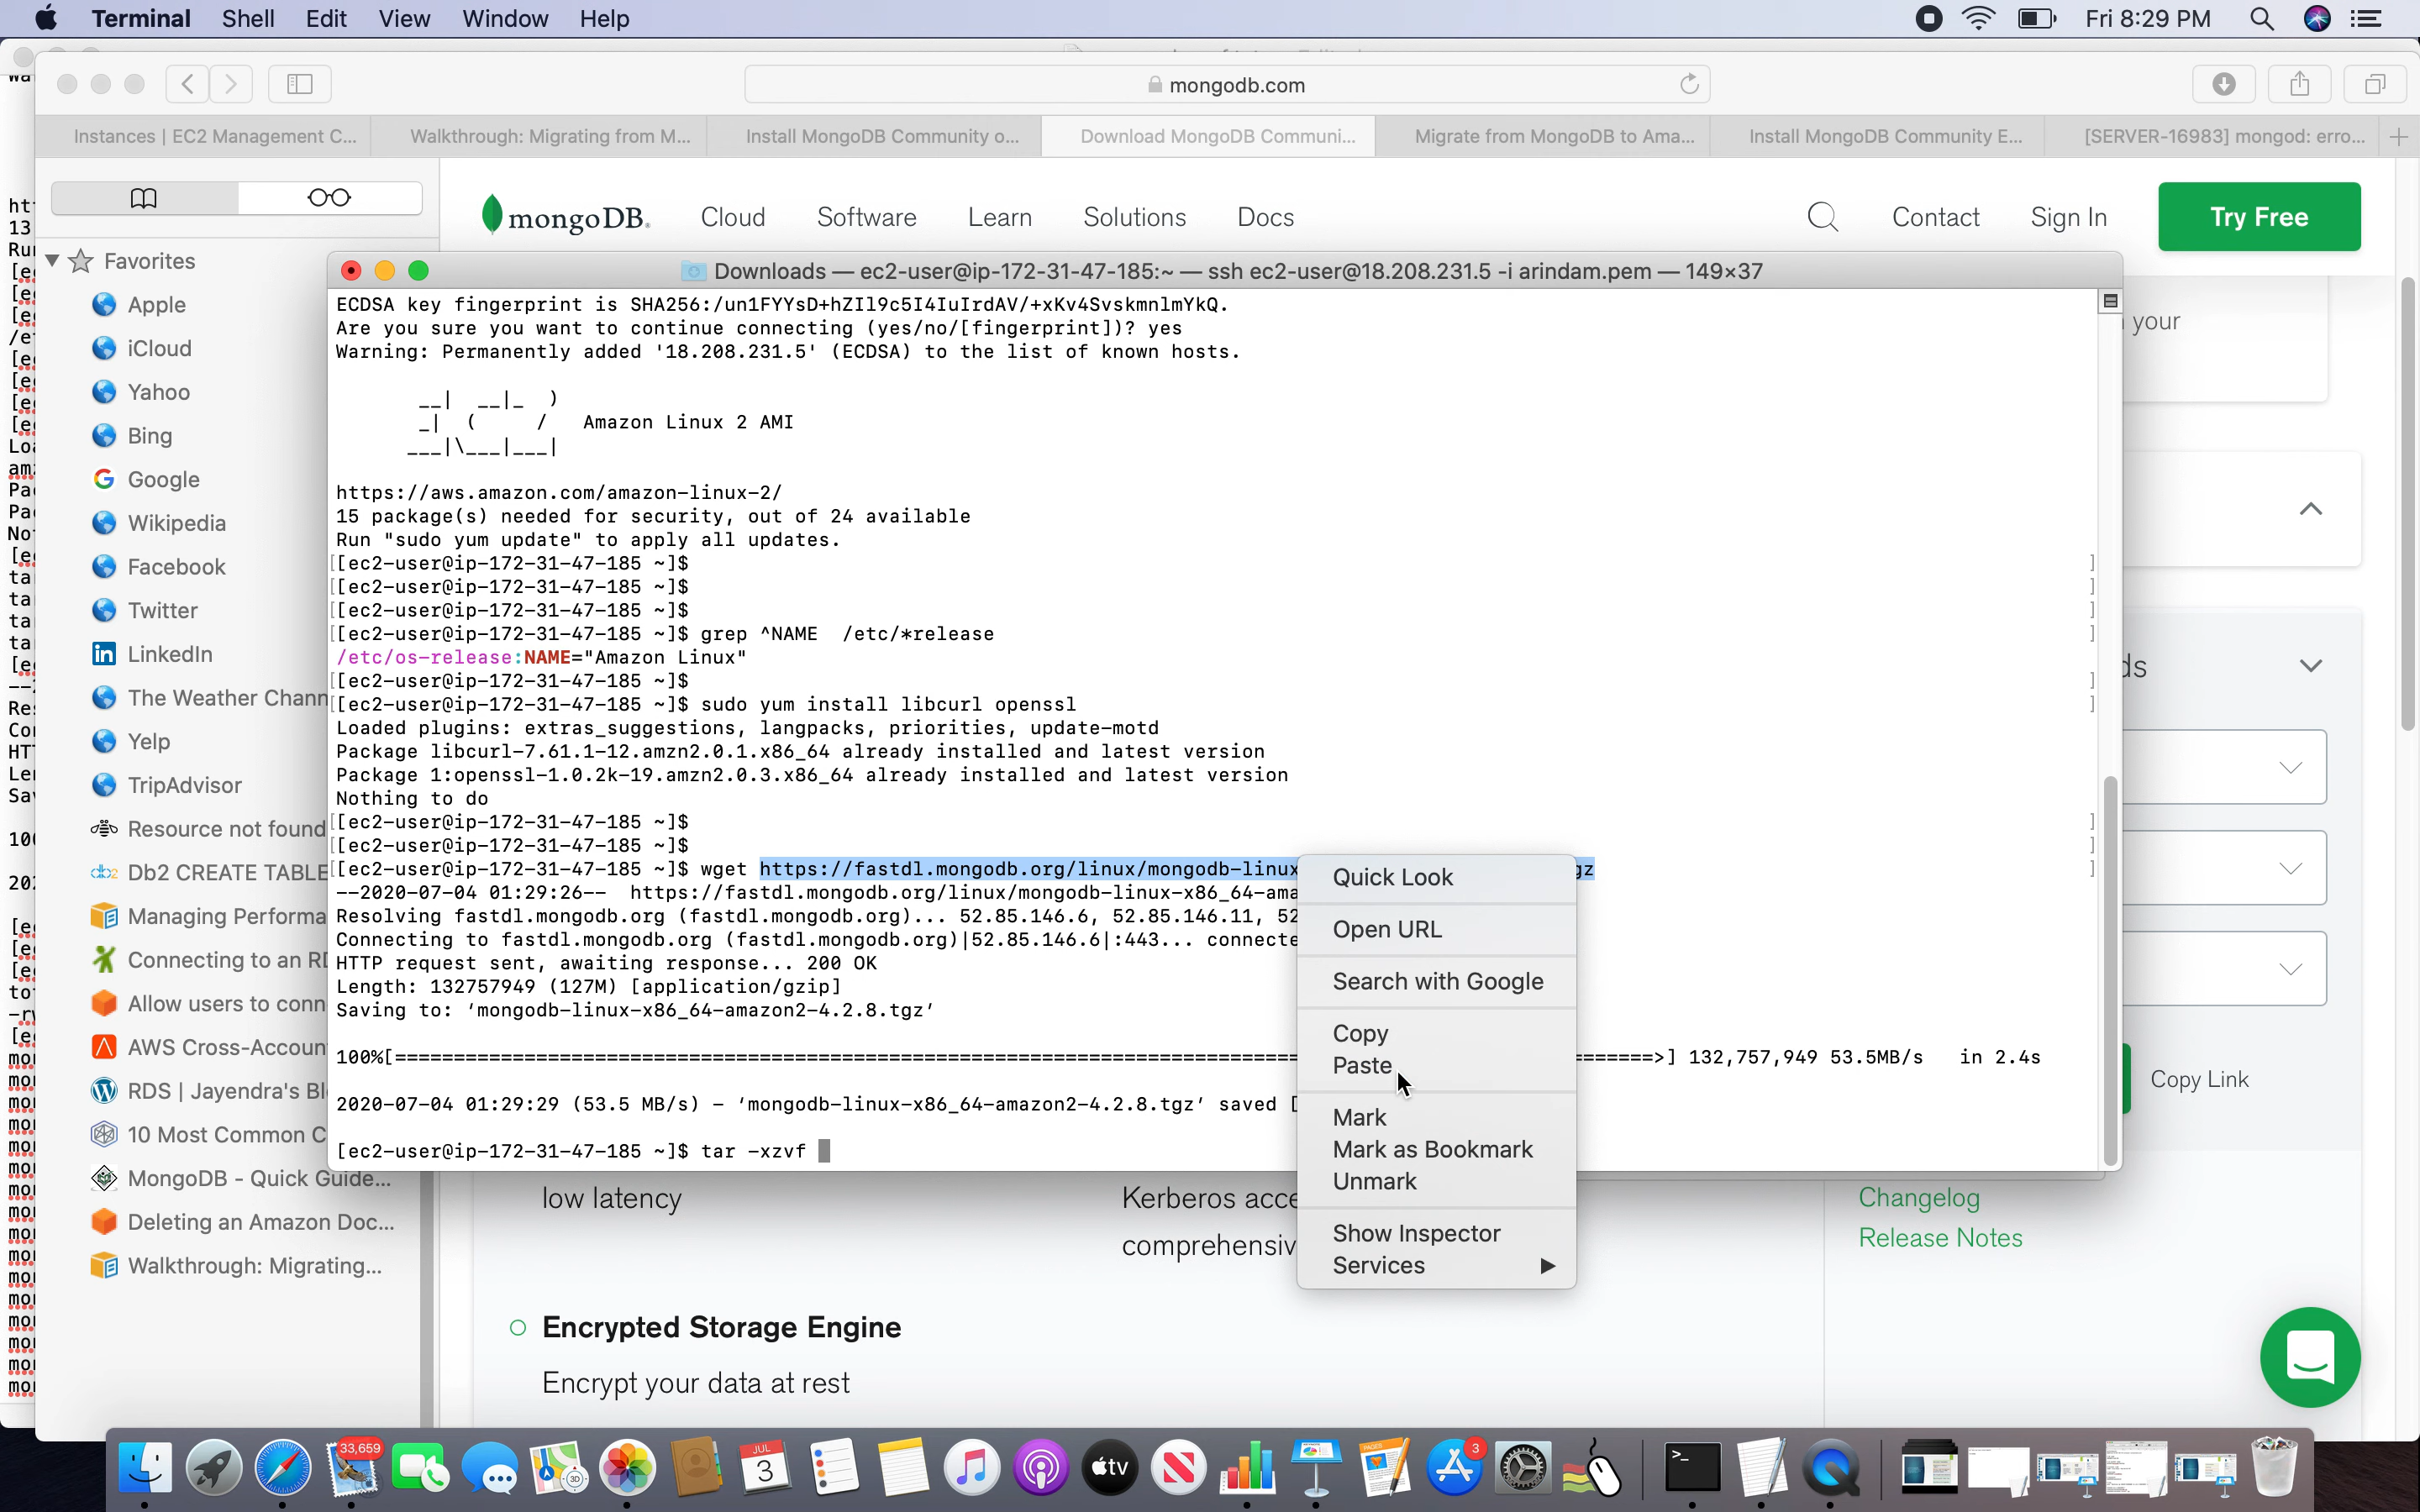 Terminal Shell Edit View Window Help Fri 8:29 PM
mongodb.com
Instances | EC2 Management C... Walkthrough: Migrating from M... Install MongoDB Community o... Download MongoDB Communi... Migrate from MongoDB to Ama... Install MongoDB Community E... [SERVER-16983] mongod: erro...
mongoDB. Cloud Software Learn Solutions Docs Contact Sign In Try Free
Favorites
Apple
iCloud
Yahoo
Bing
Google
Wikipedia
Facebook
Twitter
LinkedIn
The Weather Chann
Yelp
TripAdvisor
Resource not found
Db2 CREATE TABLE
Managing Performa
Connecting to an RD
Allow users to conn
AWS Cross-Accoun
RDS | Jayendra's Bl
10 Most Common C
MongoDB - Quick Guide...
Deleting an Amazon Doc...
Walkthrough: Migrating...
Downloads — ec2-user@ip-172-31-47-185:~ — ssh ec2-user@18.208.231.5 -i arindam.pem — 149×37
ECDSA key fingerprint is SHA256:/un1FYYsD+hZIl9c5I4IuIrdAV/+xKv4SvskmnlmYkQ.
Are you sure you want to continue connecting (yes/no/[fingerprint])? yes
Warning: Permanently added '18.208.231.5' (ECDSA) to the list of known hosts.
__| __|_ )
_| ( / Amazon Linux 2 AMI
___|\___|___|
https://aws.amazon.com/amazon-linux-2/
15 package(s) needed for security, out of 24 available
Run "sudo yum update" to apply all updates.
[ec2-user@ip-172-31-47-185 ~]$
[ec2-user@ip-172-31-47-185 ~]$
[ec2-user@ip-172-31-47-185 ~]$
[ec2-user@ip-172-31-47-185 ~]$ grep ^NAME /etc/*release
/etc/os-release:NAME="Amazon Linux"
[ec2-user@ip-172-31-47-185 ~]$
[ec2-user@ip-172-31-47-185 ~]$ sudo yum install libcurl openssl
Loaded plugins: extras_suggestions, langpacks, priorities, update-motd
Package libcurl-7.61.1-12.amzn2.0.1.x86_64 already installed and latest version
Package 1:openssl-1.0.2k-19.amzn2.0.3.x86_64 already installed and latest version
Nothing to do
[ec2-user@ip-172-31-47-185 ~]$
[ec2-user@ip-172-31-47-185 ~]$
[ec2-user@ip-172-31-47-185 ~]$ wget https://fastdl.mongodb.org/linux/mongodb-linux gz
--2020-07-04 01:29:26-- https://fastdl.mongodb.org/linux/mongodb-linux-x86_64-ama
Resolving fastdl.mongodb.org (fastdl.mongodb.org)... 52.85.146.6, 52.85.146.11, 52
Connecting to fastdl.mongodb.org (fastdl.mongodb.org)|52.85.146.6|:443... connecte
HTTP request sent, awaiting response... 200 OK
Length: 132757949 (127M) [application/gzip]
Saving to: ‘mongodb-linux-x86_64-amazon2-4.2.8.tgz’
100%[=====================================>] 132,757,949 53.5MB/s in 2.4s
2020-07-04 01:29:29 (53.5 MB/s) - ‘mongodb-linux-x86_64-amazon2-4.2.8.tgz’ saved [
[ec2-user@ip-172-31-47-185 ~]$ tar -xzvf
Quick Look
Open URL
Search with Google
Copy
Paste
Mark
Mark as Bookmark
Unmark
Show Inspector
Services
your
ds
Copy Link
low latency
Kerberos acce
comprehensiv
Changelog
Release Notes
Encrypted Storage Engine
Encrypt your data at rest
33,659
3D
JUL
3
tv
PAGES
3
>_